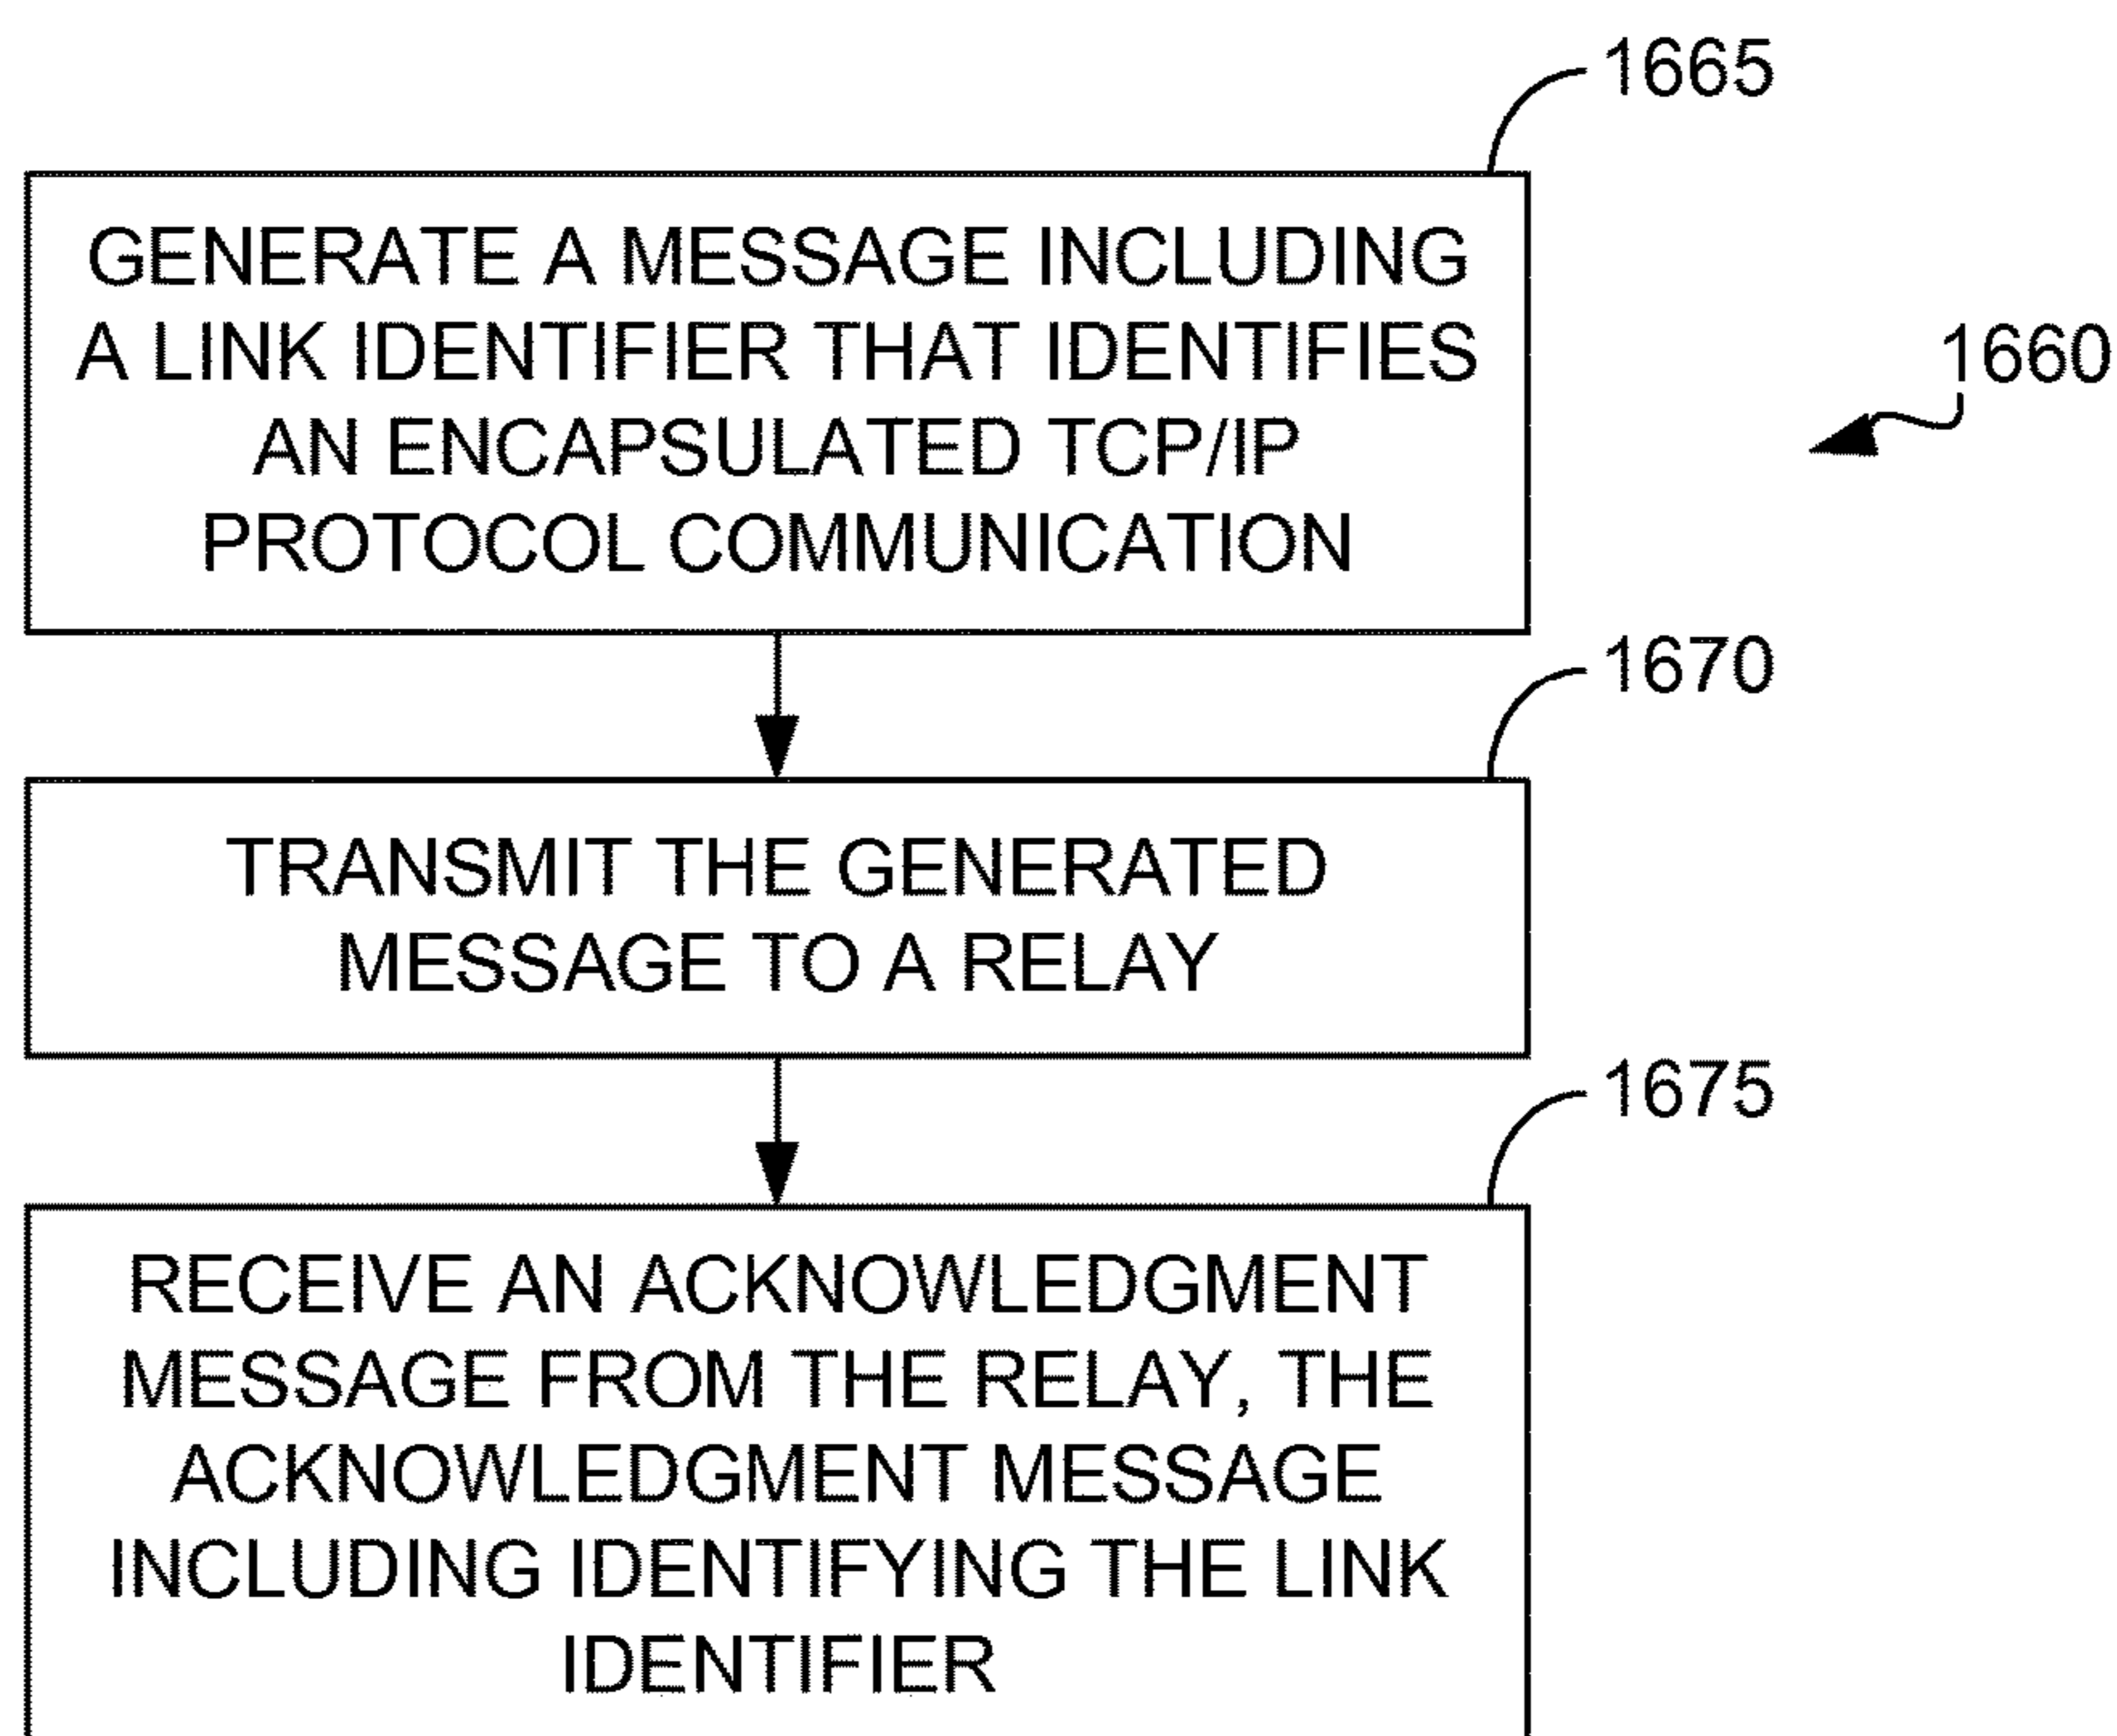 1665
GENERATE A MESSAGE INCLUDING
A LINK IDENTIFIER THAT IDENTIFIES
AN ENCAPSULATED TCP/IP
PROTOCOL COMMUNICATION
1660
1670
TRANSMIT THE GENERATED
MESSAGE TO A RELAY
1675
RECEIVE AN ACKNOWLEDGMENT
MESSAGE FROM THE RELAY, THE
ACKNOWLEDGMENT MESSAGE
INCLUDING IDENTIFYING THE LINK
IDENTIFIER